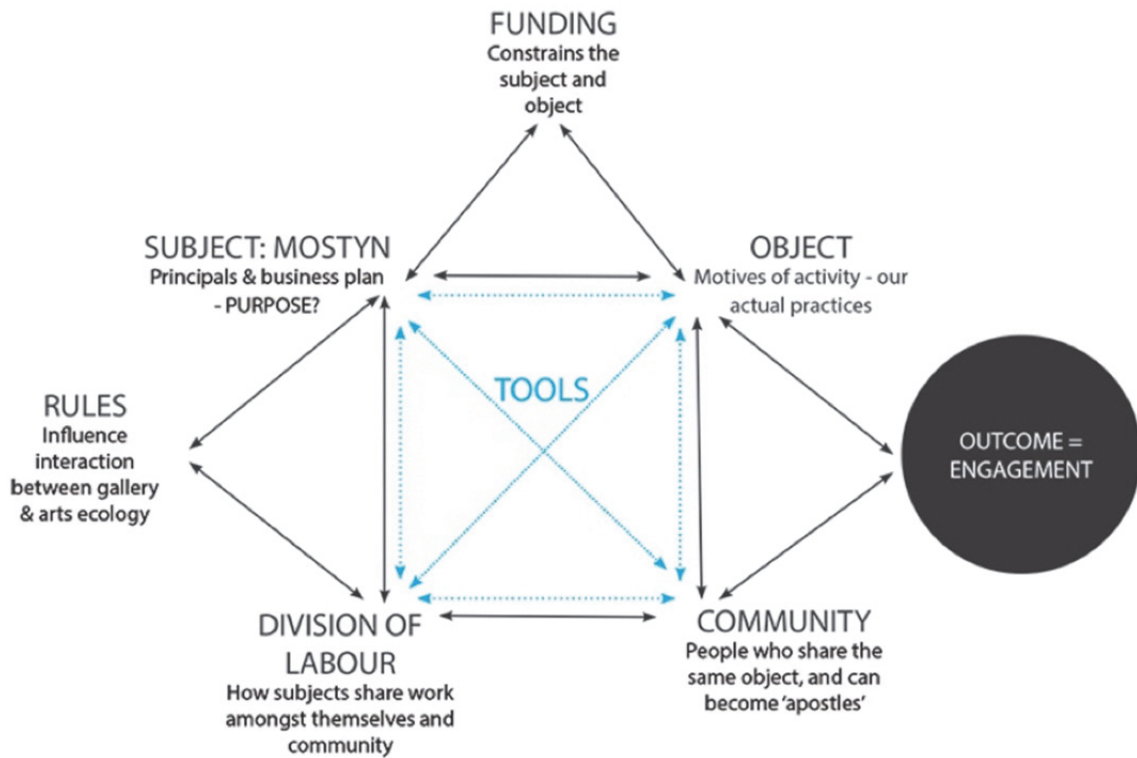 FUNDING
Constrains the
subject and
object
SUBJECT: MOSTYN
Principals & business plan
- PURPOSE?
OBJECT
Motives of activity - our
actual practices
TOOLS
RULES
Influence
interaction
between gallery
& arts ecology
OUTCOME =
ENGAGEMENT
DIVISION OF
LABOUR
How subjects share work
amongst themselves and
community
COMMUNITY
People who share the
same object, and can
become ‘apostles’